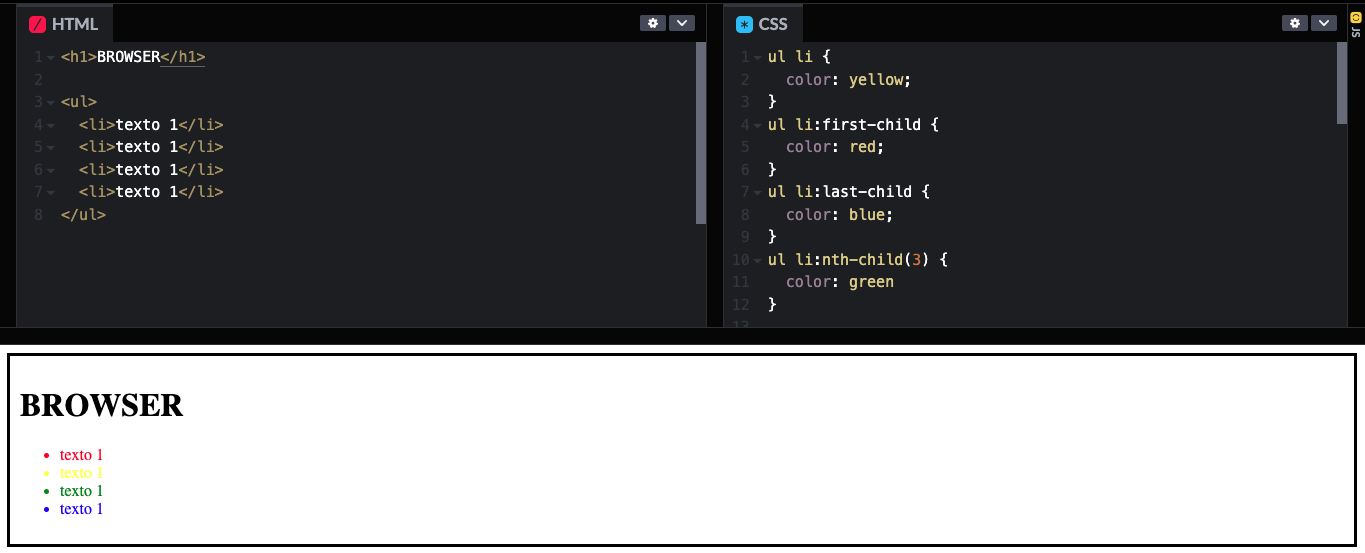 HTML
1 <h1>BROWSER</h1>
2
3 <ul>
4 <li>texto 1</li>
5 <li>texto 1</li>
6 <li>texto 1</li>
7 <li>texto 1</li>
8 </ul>
CSS
1 ul li {
2 color: yellow;
3 }
4 ul li:first-child {
5 color: red;
6 }
7 ul li:last-child {
8 color: blue;
9 }
10 ul li:nth-child(3) {
11 color: green
12 }
13
JS
BROWSER
• texto 1
• texto 1
• texto 1
• texto 1